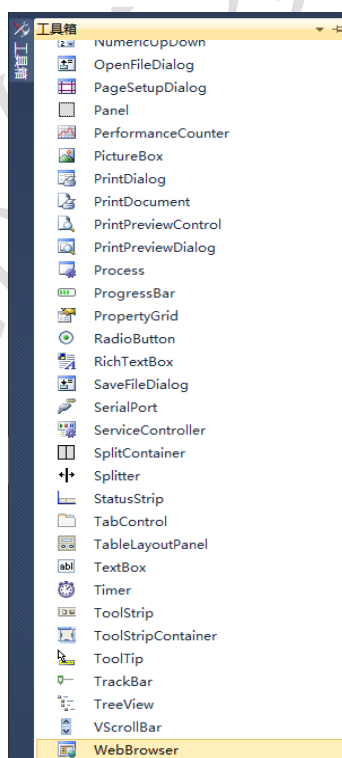 工具箱
工具箱
NumericUpDown
OpenFileDialog
PageSetupDialog
Panel
PerformanceCounter
PictureBox
PrintDialog
PrintDocument
PrintPreviewControl
PrintPreviewDialog
Process
ProgressBar
PropertyGrid
RadioButton
RichTextBox
SaveFileDialog
SerialPort
ServiceController
SplitContainer
Splitter
StatusStrip
TabControl
TableLayoutPanel
abl TextBox
Timer
ToolStrip
ToolStripContainer
ToolTip
TrackBar
TreeView
VScrollBar
WebBrowser